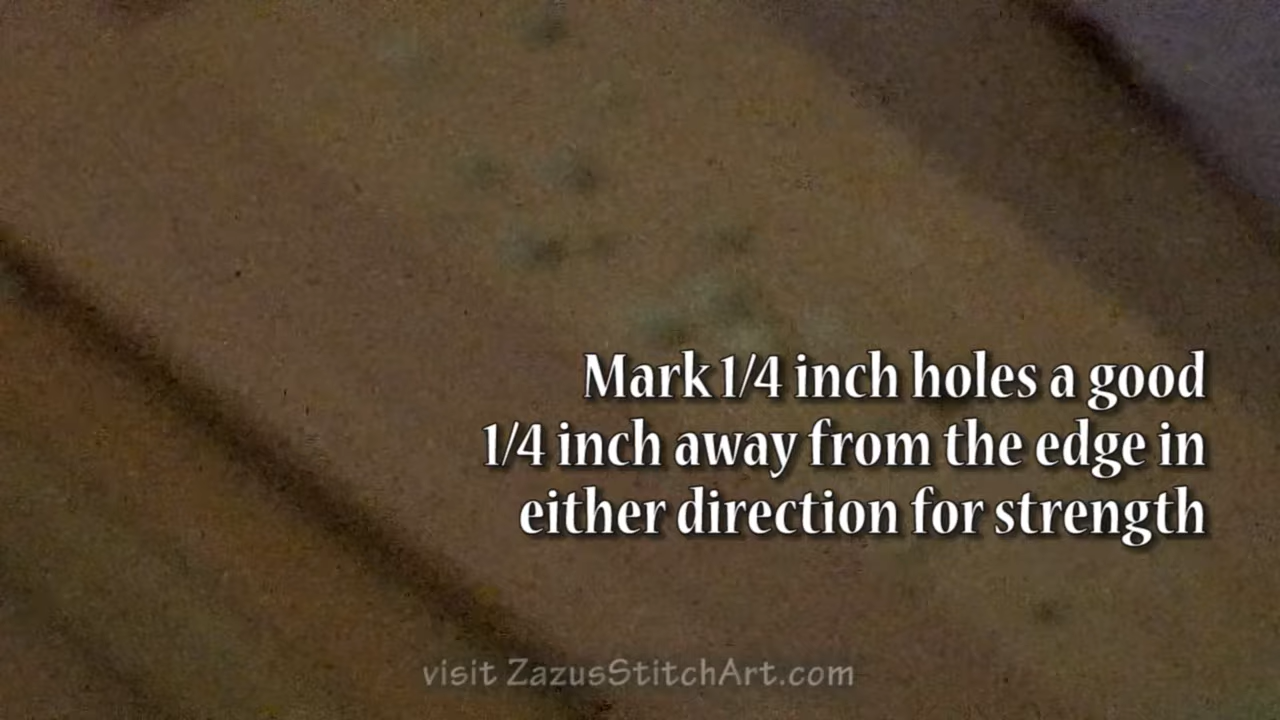 Mark 1/4 inch holes a good
1/4 inch away from the edge in
either direction for strength
visit ZazusStitchArt.com